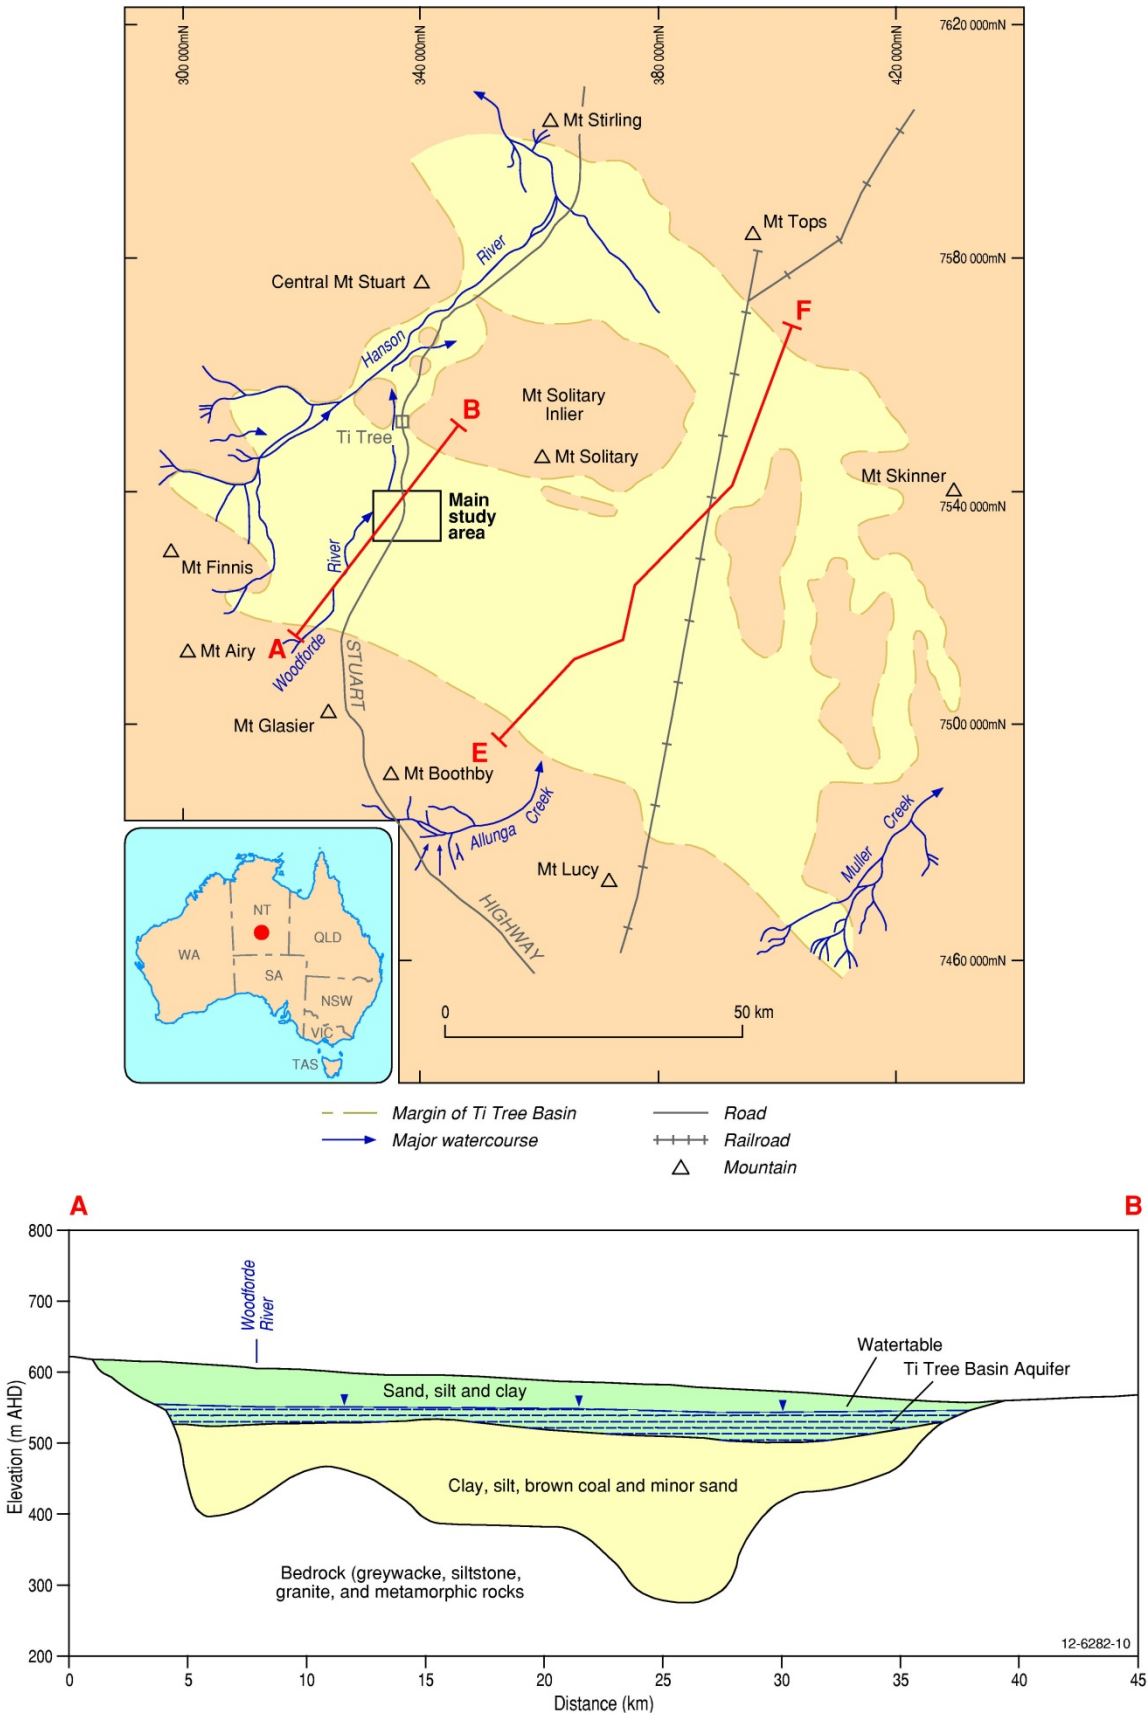 300 000mN
340 000mN
380 000mN
420 000mN
7620 000mN
Mt Stirling
Mt Tops
River
7580 000mN
Central Mt Stuart
F
Hanson
Mt Solitary
Inlier
B
Ti Tree
Mt Solitary
Mt Skinner
Main
study
area
7540 000mN
River
Mt Finnis
A
Mt Airy
Woodforde
STUART
Mt Glasier
7500 000mN
E
Mt Boothby
Allunga
Creek
Creek
Muller
Mt Lucy
HIGHWAY
7460 000mN
NT
WA
QLD
SA
NSW
VIC
TAS
0
50 km
Margin of Ti Tree Basin
Road
Major watercourse
Railroad
Mountain
A
B
800
700
600
500
400
300
200
Elevation (m AHD)
Woodforde
River
Watertable
Ti Tree Basin Aquifer
Sand, silt and clay
Clay, silt, brown coal and minor sand
Bedrock (greywacke, siltstone,
granite, and metamorphic rocks
12-6282-10
0
5
10
15
20
25
30
35
40
45
Distance (km)